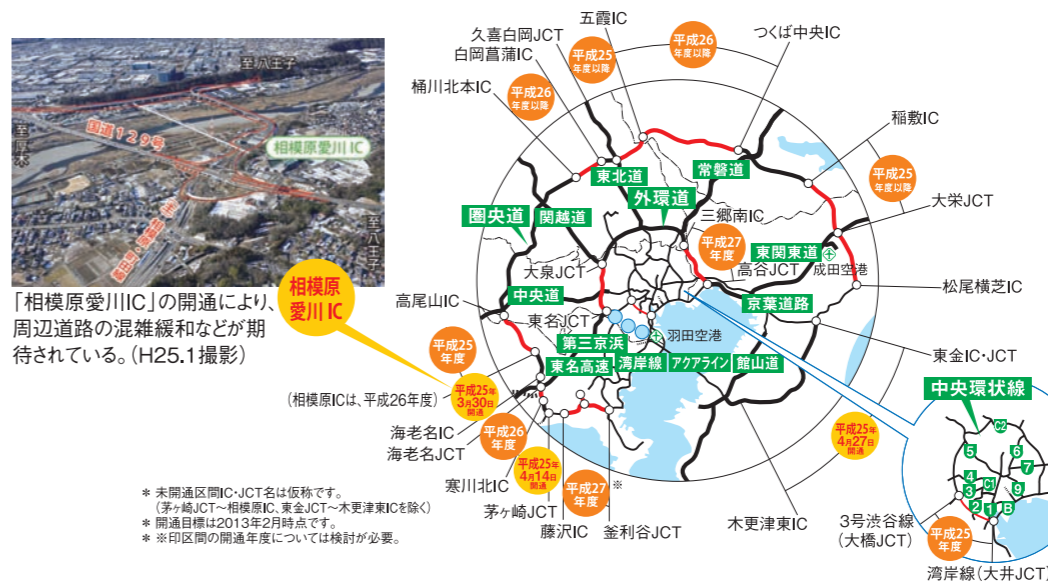 至八王子
国道129号
至厚木
相模原愛川 IC
至八王子
「相模原愛川IC」の開通により、
周辺道路の混雑緩和などが期
待されている。（H25.1撮影）
相模原
愛川 IC
五霞IC
久喜白岡JCT
白岡菖蒲IC
桶川北本IC
平成25
年度以降
平成26
年度以降
つくば中央IC
平成26
年度以降
稲敷IC
平成25
年度以降
大栄JCT
東北道
常磐道
外環道
圏央道
関越道
三郷南IC
平成27
年度
東関東道
成田空港
高谷JCT
大泉JCT
松尾横芝IC
高尾山IC
中央道
京葉道路
東名JCT
羽田空港
第三京浜
東名高速
湾岸線
アクアライン
館山道
東金IC・JCT
平成25
年度
（相模原ICは、平成26年度）
平成25年
3月30日
開通
海老名IC
海老名JCT
平成26
年度
平成25年
4月14日
開通
寒川北IC
茅ヶ崎JCT
藤沢IC
平成27
年度
※
釜利谷JCT
木更津東IC
平成25年
4月27日
開通
中央環状線
C2
5
6
7
4
C1
3
9
2
1
B
3号渋谷線
（大橋JCT）
平成25
年度
湾岸線（大井JCT）
＊ 未開通区間IC・JCT名は仮称です。
（茅ヶ崎JCT～相模原IC、東金JCT～木更津東ICを除く）
＊ 開通目標は2013年2月時点です。
＊ ※印区間の開通年度については検討が必要。